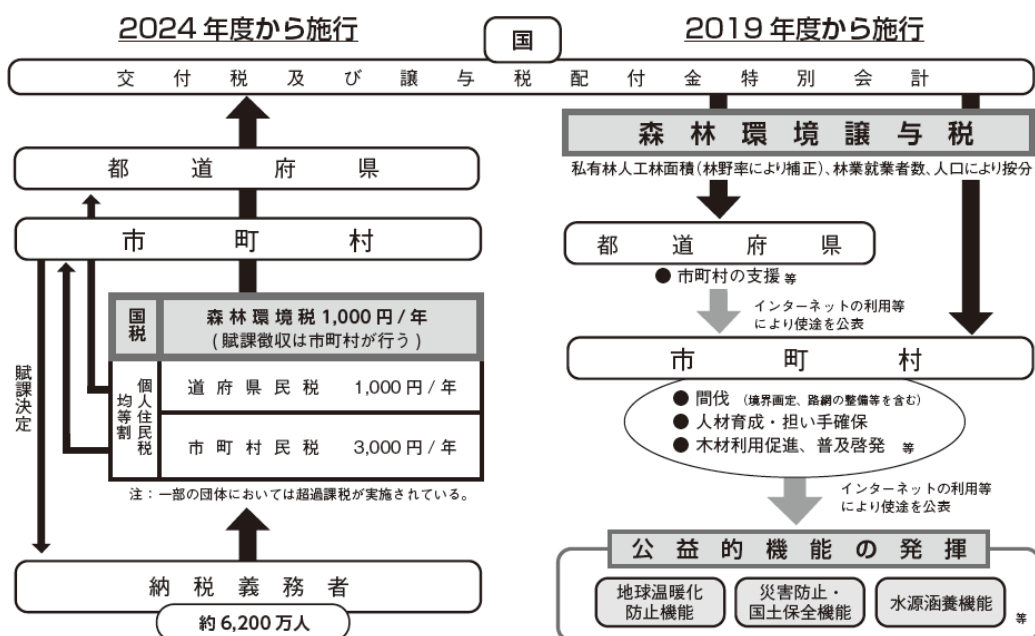 2024年度から施行
国
2019年度から施行
交付税及び譲与税配付金特別会計
都道府県
市町村
国税
森林環境税 1,000円/年
(賦課徴収は市町村が行う)
個人住民税
均等割
道府県民税 1,000円/年
市町村民税 3,000円/年
賦課決定
注:一部の団体においては超過課税が実施されている。
納税義務者
約6,200万人
森林環境譲与税
私有林人工林面積(林野率により補正)、林業就業者数、人口により按分
都道府県
● 市町村の支援 等
インターネットの利用等
により使途を公表
市町村
● 間伐 (境界画定、路網の整備等を含む)
● 人材育成・担い手確保
● 木材利用促進、普及啓発 等
インターネットの利用等
により使途を公表
公益的機能の発揮
地球温暖化
防止機能
災害防止・
国土保全機能
水源涵養機能
等